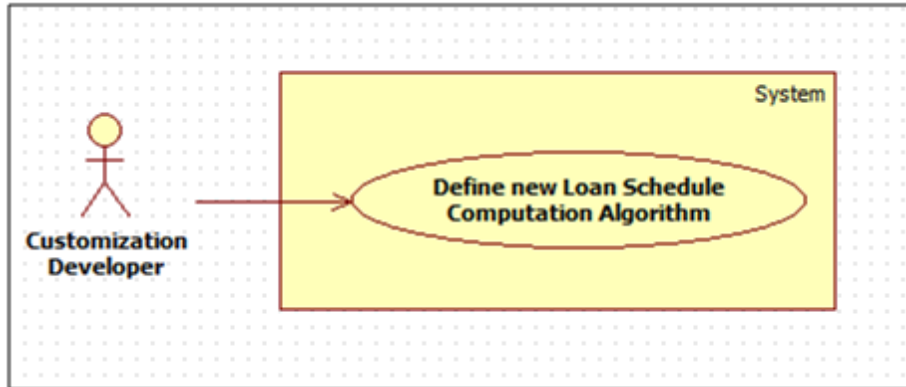 System
Define new Loan Schedule
Computation Algorithm
Customization
Developer